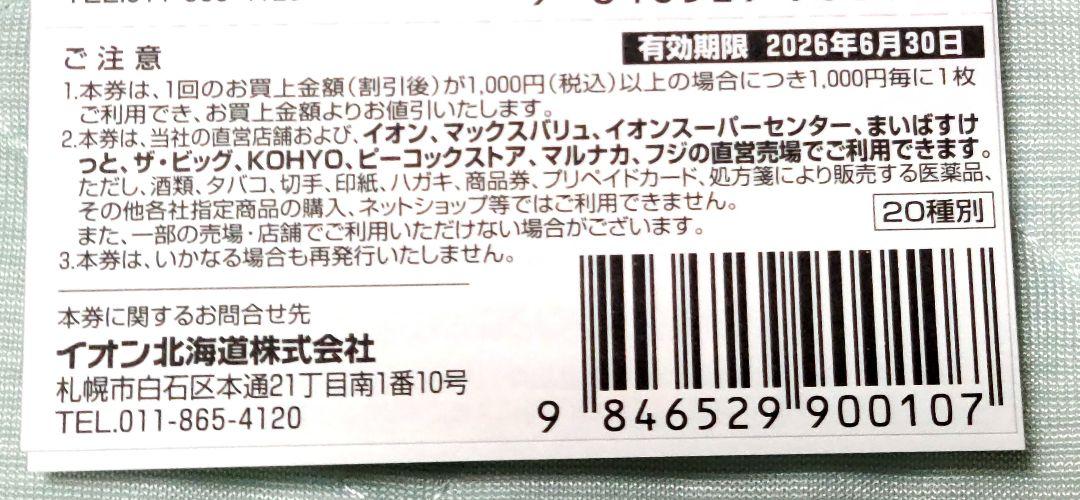 ご注意
有効期限 2026年6月30日
1.本券は、1回のお買上金額(割引後)が1,000円(税込)以上の場合につき1,000円毎に1枚
ご利用でき、お買上金額よりお値引いたします。
2.本券は、当社の直営店舗および、イオン、マックスバリュ、イオンスーパーセンター、まいばすけ
っと、ザ・ビッグ、KOHYO、ピーコックストア、マルナカ、フジの直営売場でご利用できます。
ただし、酒類、タバコ、切手、印紙、ハガキ、商品券、プリペイドカード、処方箋により販売する医薬品、
その他各社指定商品の購入、ネットショップ等ではご利用できません。
また、一部の売場・店舗でご利用いただけない場合がございます。
20種別
3.本券は、いかなる場合も再発行いたしません。
本券に関するお問合せ先
イオン北海道株式会社
札幌市白石区本通21丁目南1番10号
TEL.011-865-4120
9 846529 900107